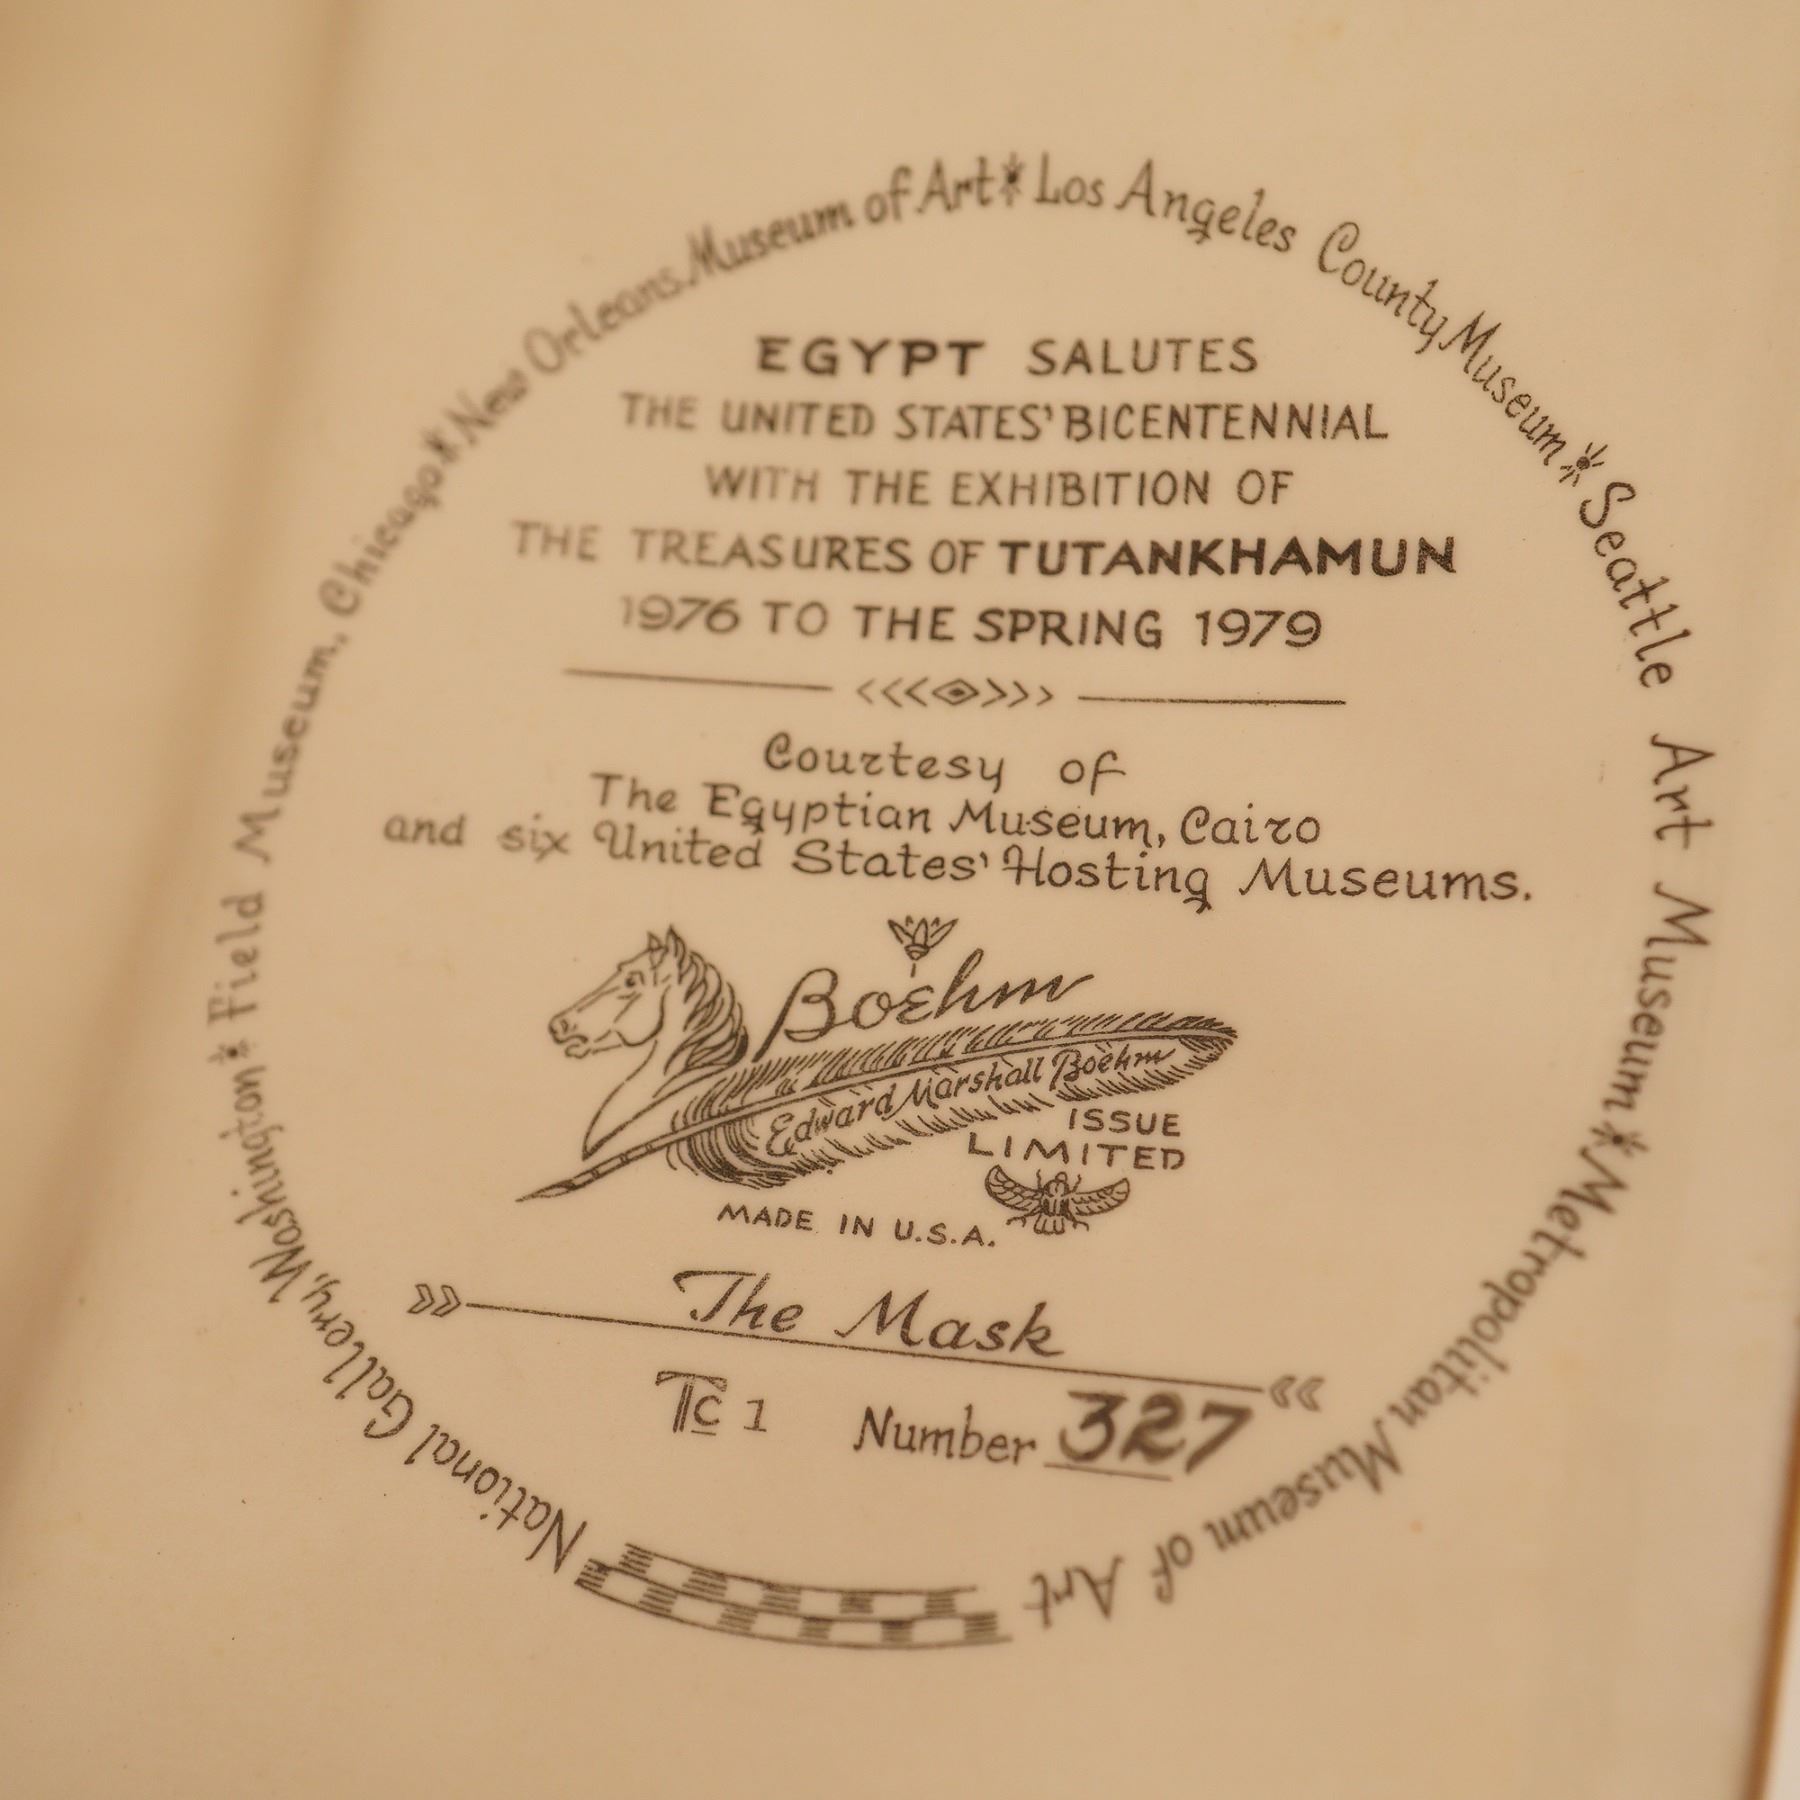 National Gallery, Washington * Field Museum, Chicago * New Orleans Museum of Art * Los Angeles County Museum * Seattle Art Museum * Metropolitan Museum of Art
EGYPT SALUTES
THE UNITED STATES' BICENTENNIAL
WITH THE EXHIBITION OF
THE TREASURES OF TUTANKHAMUN
1976 TO THE SPRING 1979
Courtesy of
The Egyptian Museum, Cairo
and six United States' Hosting Museums.
Boehm
Edward Marshall Boehm
ISSUE
LIMITED
MADE IN U.S.A.
The Mask
Tc 1 Number 327